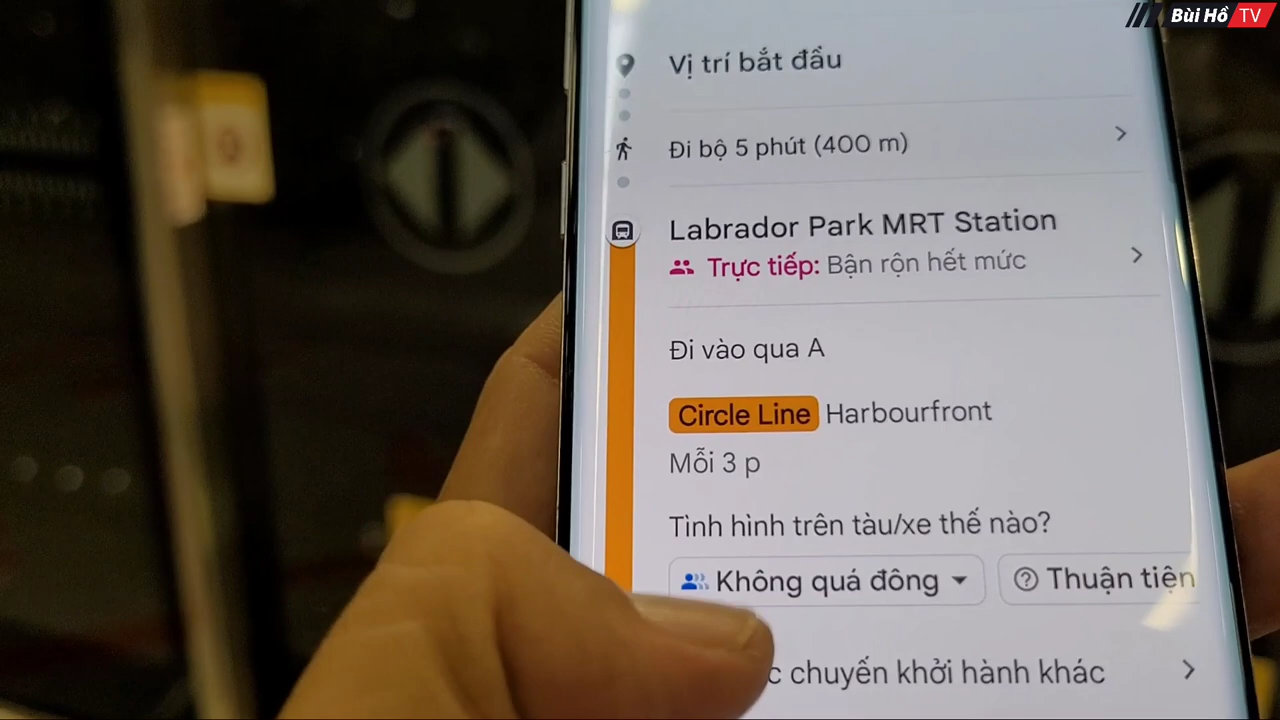 Bùi Hồ TV
Vị trí bắt đầu
Đi bộ 5 phút (400 m)
Labrador Park MRT Station
Trực tiếp: Bận rộn hết mức
Đi vào qua A
Circle Line Harbourfront
Mỗi 3 p
Tình hình trên tàu/xe thế nào?
Không quá đông
Thuận tiện
chuyến khởi hành khác